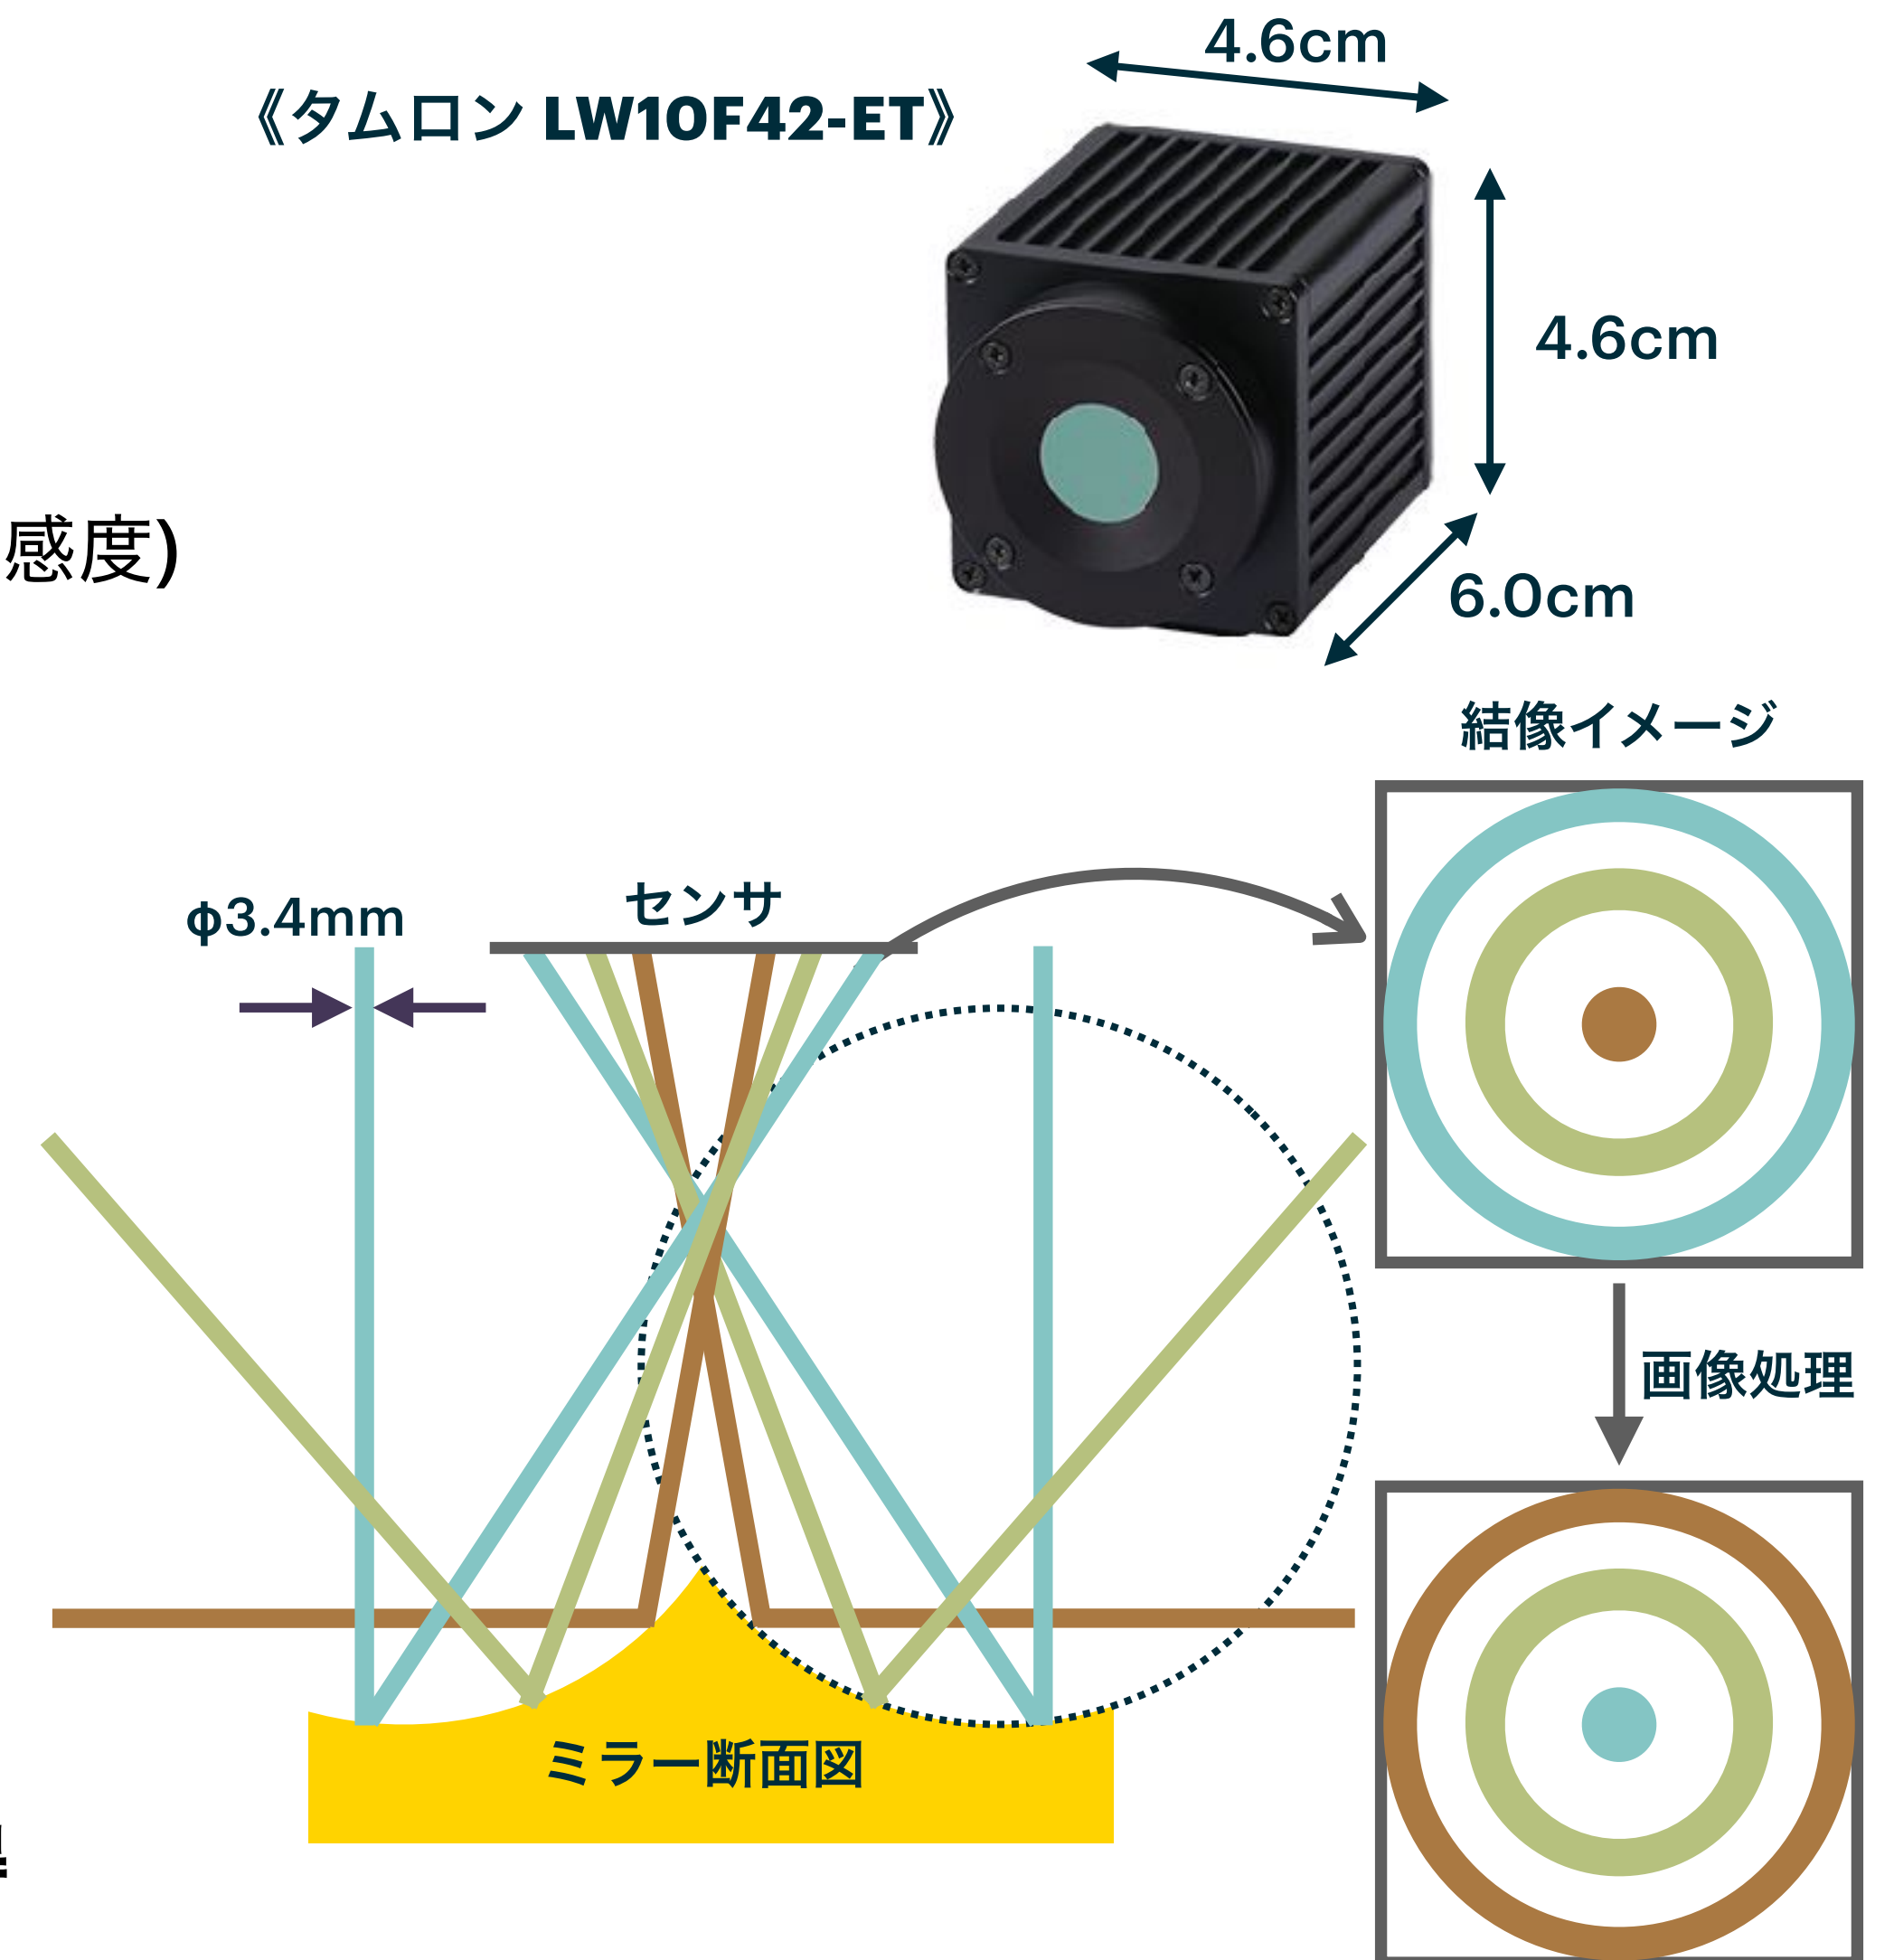 4.6cm
《タムロン LW10F42-ET》
4.6cm
感度)
6.0cm
結像イメージ
センサ
φ3.4mm
画像処理
ミラー断面図